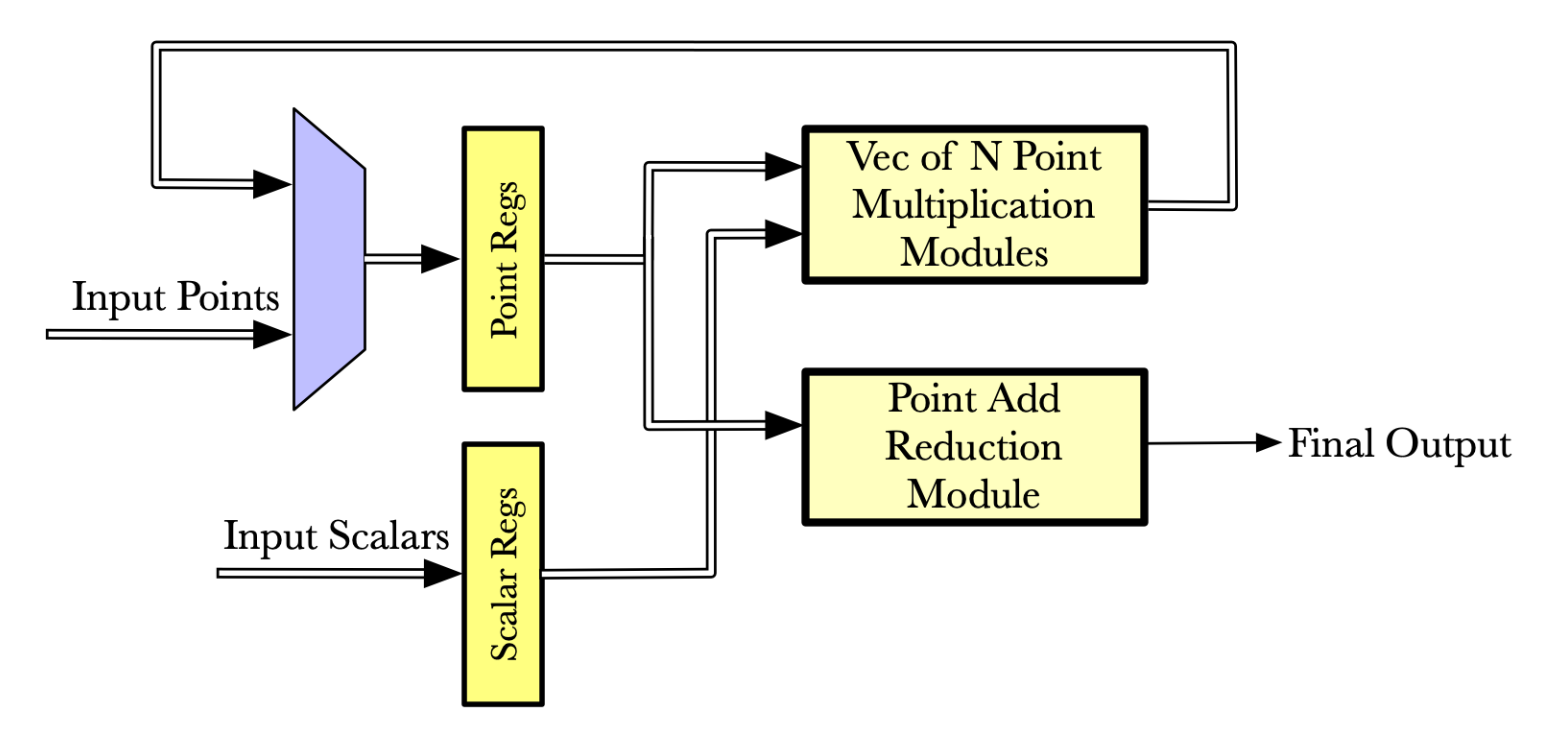 Input Points
Point Regs
Vec of N Point
Multiplication
Modules
Point Add
Reduction
Module
Final Output
Input Scalars
Scalar Regs